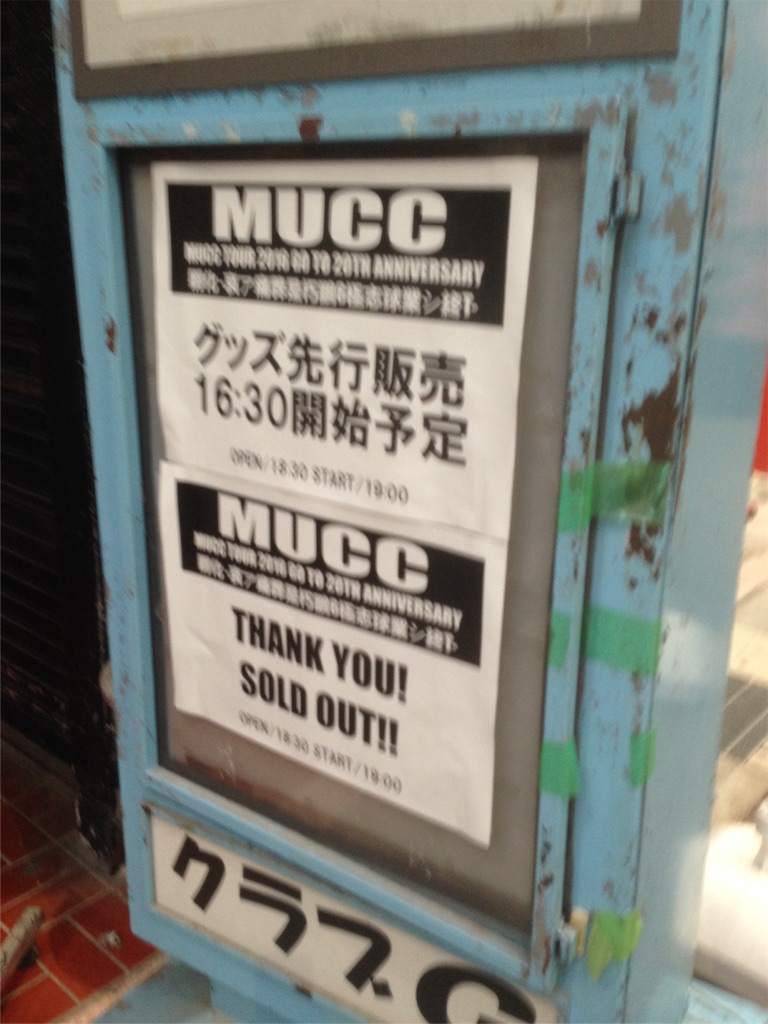 MUCC
MUCC TOUR 2016 GO TO 20TH ANNIVERSARY
グッズ先行販売
16:30開始予定
OPEN/18:30 START/19:00
MUCC
MUCC TOUR 2016 GO TO 20TH ANNIVERSARY
THANK YOU!
SOLD OUT!!
OPEN/18:30 START/19:00
クラブG